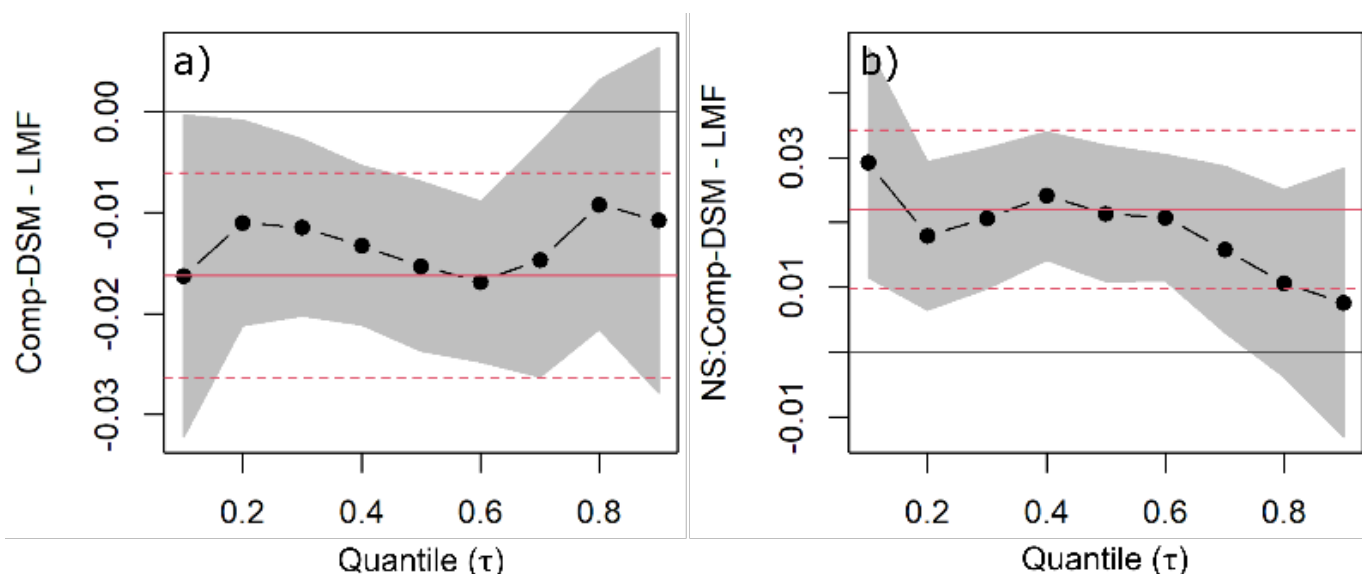 a)
Comp-DSM - LMF
0.00
-0.01
-0.02
-0.03
0.2 0.4 0.6 0.8
Quantile (τ)
b)
NS:Comp-DSM - LMF
0.03
0.01
-0.01
0.2 0.4 0.6 0.8
Quantile (τ)